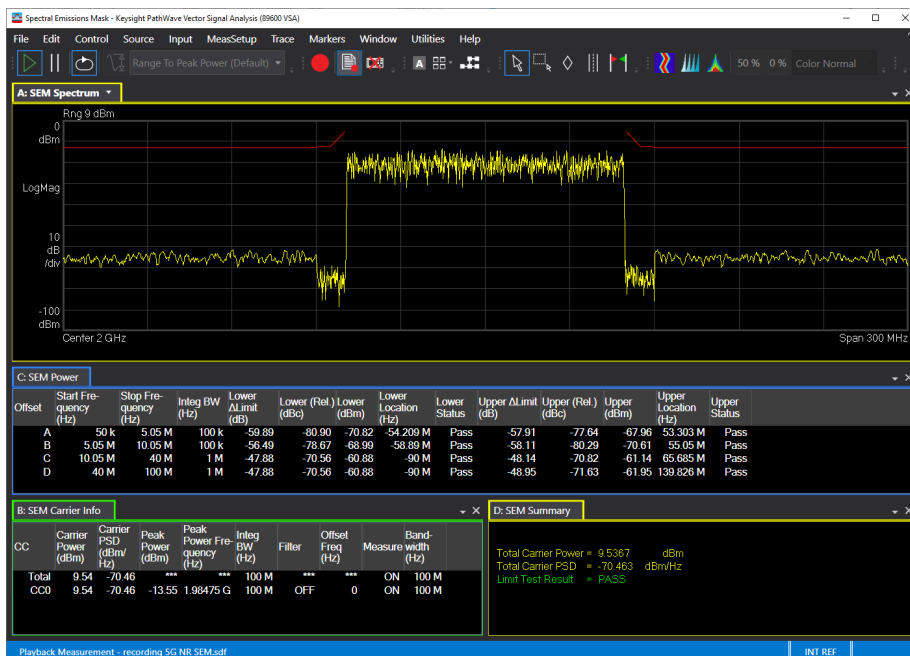 Spectral Emissions Mask - Keysight PathWave Vector Signal Analysis (89600 VSA)
File Edit Control Source Input MeasSetup Trace Markers Window Utilities Help
Range To Peak Power (Default) A 50 % 0 % Color Normal
A: SEM Spectrum
Rng 9 dBm
0
dBm
LogMag
10
dB
/div
-100
dBm
Center 2 GHz Span 300 MHz
C: SEM Power
Offset Start Fre-quency (Hz) Stop Fre-quency (Hz) Integ BW (Hz) Lower ΔLimit (dB) Lower (Rel.) (dBc) Lower (dBm) Lower Location (Hz) Lower Status Upper ΔLimit (dB) Upper (Rel.) (dBc) Upper (dBm) Upper Location (Hz) Upper Status
A 50 k 5.05 M 100 k -59.89 -80.90 -70.82 -54.209 M Pass -57.91 -77.64 -67.96 53.303 M Pass
B 5.05 M 10.05 M 100 k -56.49 -78.67 -68.99 -58.89 M Pass -58.11 -80.29 -70.61 55.05 M Pass
C 10.05 M 40 M 1 M -47.88 -70.56 -60.88 -90 M Pass -48.14 -70.82 -61.14 65.685 M Pass
D 40 M 100 M 1 M -47.88 -70.56 -60.88 -90 M Pass -48.95 -71.63 -61.95 139.826 M Pass
B: SEM Carrier Info
CC Carrier Power (dBm) Carrier PSD (dBm/Hz) Peak Power (dBm) Peak Power Fre-quency (Hz) Integ BW (Hz) Filter Offset Freq (Hz) Measure Band-width (Hz)
Total 9.54 -70.46 *** *** 100 M *** *** ON 100 M
CC0 9.54 -70.46 -13.55 1.98475 G 100 M OFF 0 ON 100 M
D: SEM Summary
Total Carrier Power = 9.5367 dBm
Total Carrier PSD = -70.463 dBm/Hz
Limit Test Result = PASS
Playback Measurement - recording 5G NR SEM.sdf INT REF